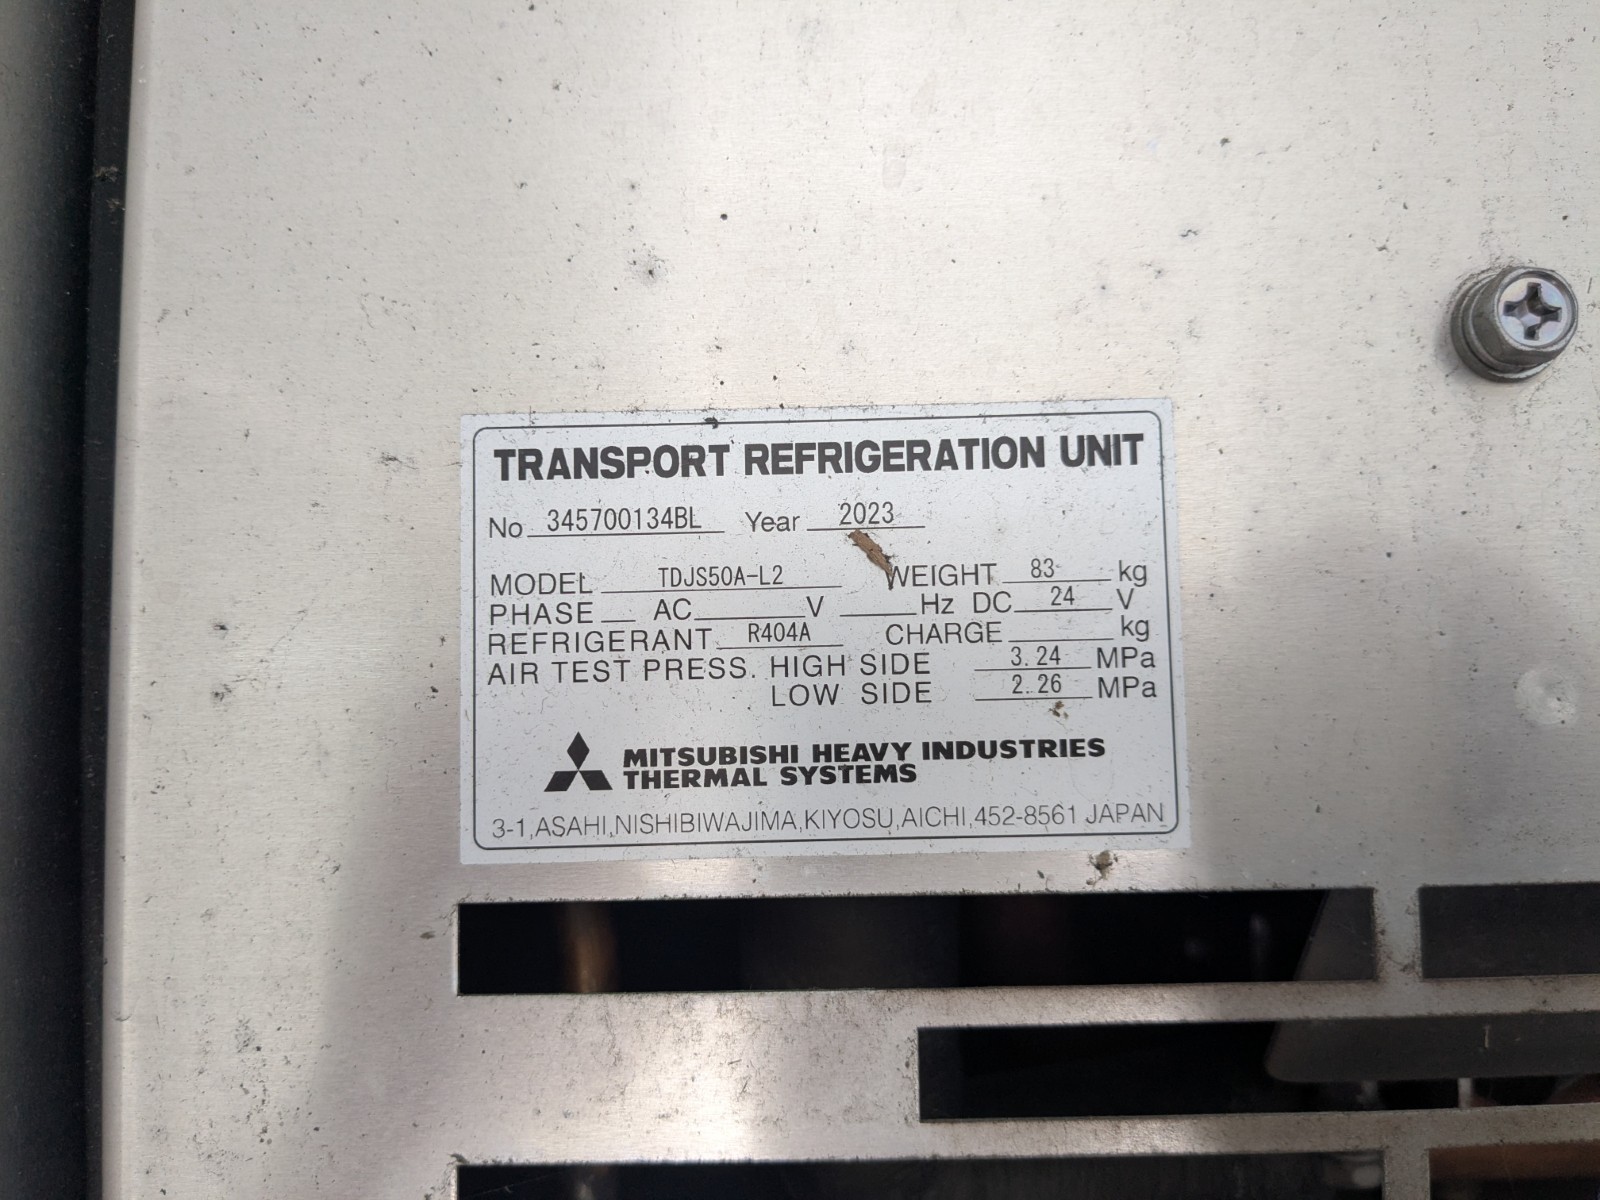 TRANSPORT REFRIGERATION UNIT
No 345700134BL Year 2023
MODEL TDJS50A-L2 WEIGHT 83 kg
PHASE AC V Hz DC 24 V
REFRIGERANT R404A CHARGE kg
AIR TEST PRESS. HIGH SIDE 3.24 MPa
LOW SIDE 2.26 MPa
MITSUBISHI HEAVY INDUSTRIES
THERMAL SYSTEMS
3-1,ASAHI,NISHIBIWAJIMA,KIYOSU,AICHI,452-8561 JAPAN